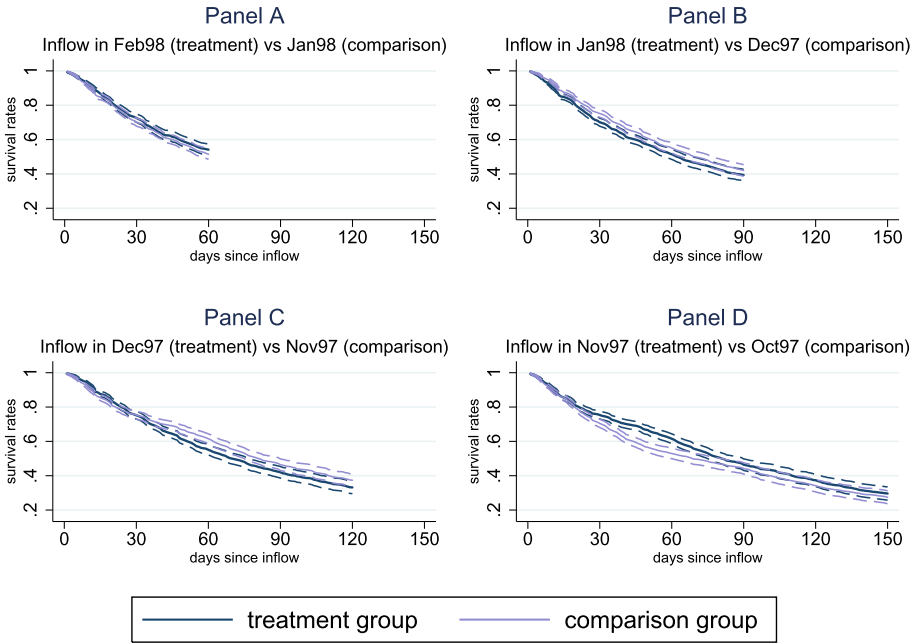 Panel A
Inflow in Feb98 (treatment) vs Jan98 (comparison)
survival rates
1
.8
.6
.4
.2
0 30 60 90 120 150
days since inflow
Panel B
Inflow in Jan98 (treatment) vs Dec97 (comparison)
survival rates
1
.8
.6
.4
.2
0 30 60 90 120 150
days since inflow
Panel C
Inflow in Dec97 (treatment) vs Nov97 (comparison)
survival rates
1
.8
.6
.4
.2
0 30 60 90 120 150
days since inflow
Panel D
Inflow in Nov97 (treatment) vs Oct97 (comparison)
survival rates
1
.8
.6
.4
.2
0 30 60 90 120 150
days since inflow
treatment group comparison group